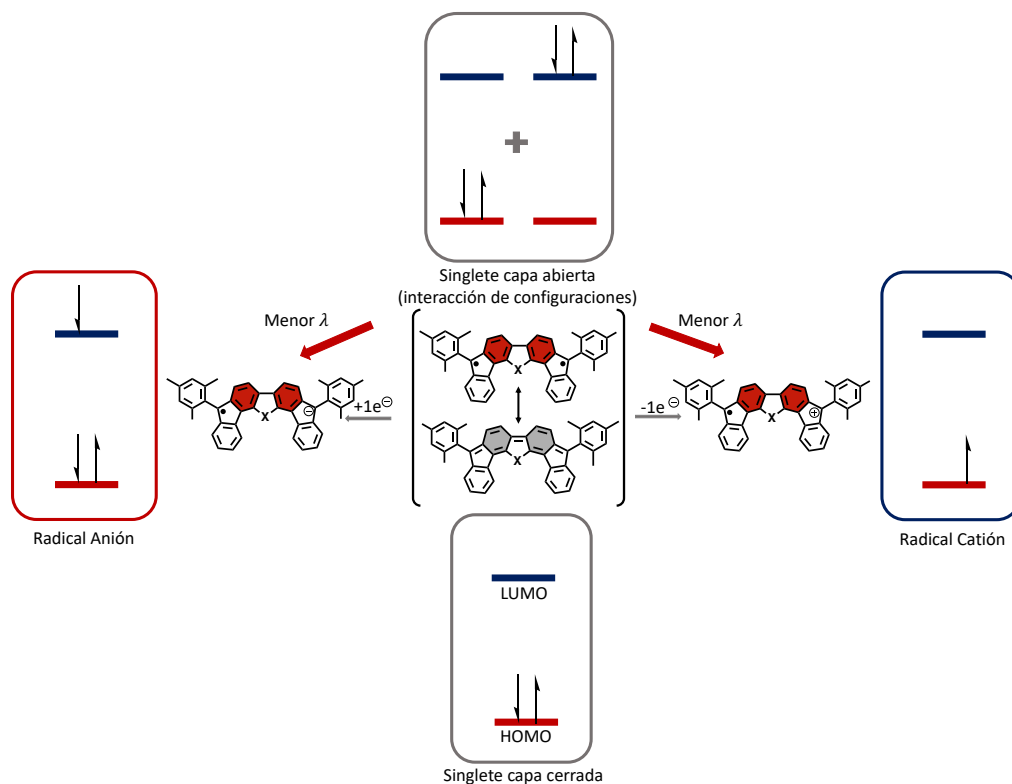 Singlete capa abierta
(interacción de configuraciones)
Menor λ
Menor λ
+1e⊖
-1e⊖
X
X
X
X
Radical Anión
Radical Catión
LUMO
HOMO
Singlete capa cerrada